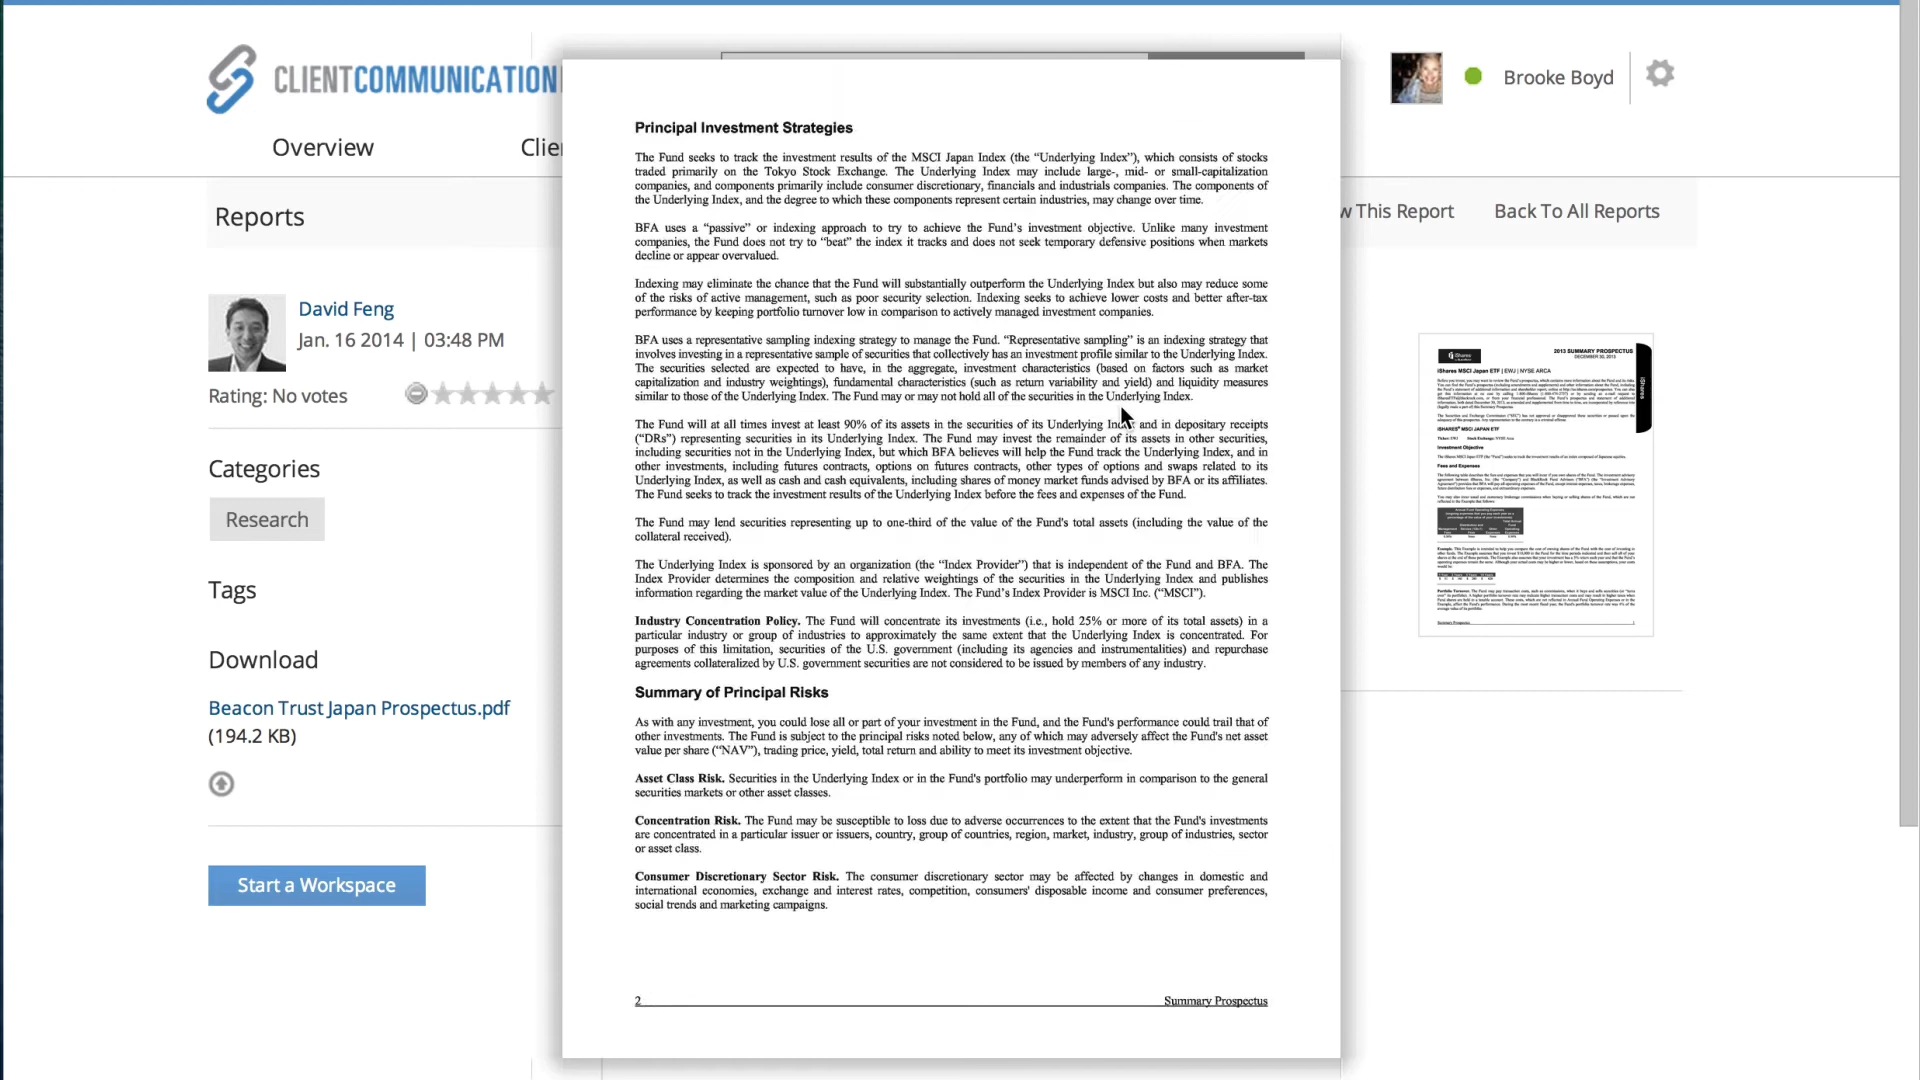 CLIENTCOMMUNICATION
Brooke Boyd
Overview
Clie
Reports
w This Report
Back To All Reports
David Feng
Jan. 16 2014 | 03:48 PM
Rating: No votes
Categories
Research
Tags
Download
Beacon Trust Japan Prospectus.pdf
(194.2 KB)
Start a Workspace
Principal Investment Strategies
The Fund seeks to track the investment results of the MSCI Japan Index (the “Underlying Index”), which consists of stocks
traded primarily on the Tokyo Stock Exchange. The Underlying Index may include large-, mid- or small-capitalization
companies, and components primarily include consumer discretionary, financials and industrials companies. The components of
the Underlying Index, and the degree to which these components represent certain industries, may change over time.
BFA uses a “passive” or indexing approach to try to achieve the Fund’s investment objective. Unlike many investment
companies, the Fund does not try to “beat” the index it tracks and does not seek temporary defensive positions when markets
decline or appear overvalued.
Indexing may eliminate the chance that the Fund will substantially outperform the Underlying Index but also may reduce some
of the risks of active management, such as poor security selection. Indexing seeks to achieve lower costs and better after-tax
performance by keeping portfolio turnover low in comparison to actively managed investment companies.
BFA uses a representative sampling indexing strategy to manage the Fund. “Representative sampling” is an indexing strategy that
involves investing in a representative sample of securities that collectively has an investment profile similar to the Underlying Index.
The securities selected are expected to have, in the aggregate, investment characteristics (based on factors such as market
capitalization and industry weightings), fundamental characteristics (such as return variability and yield) and liquidity measures
similar to those of the Underlying Index. The Fund may or may not hold all of the securities in the Underlying Index.
The Fund will at all times invest at least 90% of its assets in the securities of its Underlying Index and in depositary receipts
(“DRs”) representing securities in its Underlying Index. The Fund may invest the remainder of its assets in other securities,
including securities not in the Underlying Index, but which BFA believes will help the Fund track the Underlying Index, and in
other investments, including futures contracts, options on futures contracts, other types of options and swaps related to its
Underlying Index, as well as cash and cash equivalents, including shares of money market funds advised by BFA or its affiliates.
The Fund seeks to track the investment results of the Underlying Index before the fees and expenses of the Fund.
The Fund may lend securities representing up to one-third of the value of the Fund's total assets (including the value of the
collateral received).
The Underlying Index is sponsored by an organization (the “Index Provider”) that is independent of the Fund and BFA. The
Index Provider determines the composition and relative weightings of the securities in the Underlying Index and publishes
information regarding the market value of the Underlying Index. The Fund’s Index Provider is MSCI Inc. (“MSCI”).
Industry Concentration Policy. The Fund will concentrate its investments (i.e., hold 25% or more of its total assets) in a
particular industry or group of industries to approximately the same extent that the Underlying Index is concentrated. For
purposes of this limitation, securities of the U.S. government (including its agencies and instrumentalities) and repurchase
agreements collateralized by U.S. government securities are not considered to be issued by members of any industry.
Summary of Principal Risks
As with any investment, you could lose all or part of your investment in the Fund, and the Fund's performance could trail that of
other investments. The Fund is subject to the principal risks noted below, any of which may adversely affect the Fund's net asset
value per share (“NAV”), trading price, yield, total return and ability to meet its investment objective.
Asset Class Risk. Securities in the Underlying Index or in the Fund's portfolio may underperform in comparison to the general
securities markets or other asset classes.
Concentration Risk. The Fund may be susceptible to loss due to adverse occurrences to the extent that the Fund's investments
are concentrated in a particular issuer or issuers, country, group of countries, region, market, industry, group of industries, sector
or asset class.
Consumer Discretionary Sector Risk. The consumer discretionary sector may be affected by changes in domestic and
international economies, exchange and interest rates, competition, consumers' disposable income and consumer preferences,
social trends and marketing campaigns.
2
Summary Prospectus
iShares
2013 SUMMARY PROSPECTUS
DECEMBER 30, 2013
iShares MSCI Japan ETF | EWJ | NYSE ARCA
iSHARES® MSCI JAPAN ETF
Investment Objective
Fees and Expenses